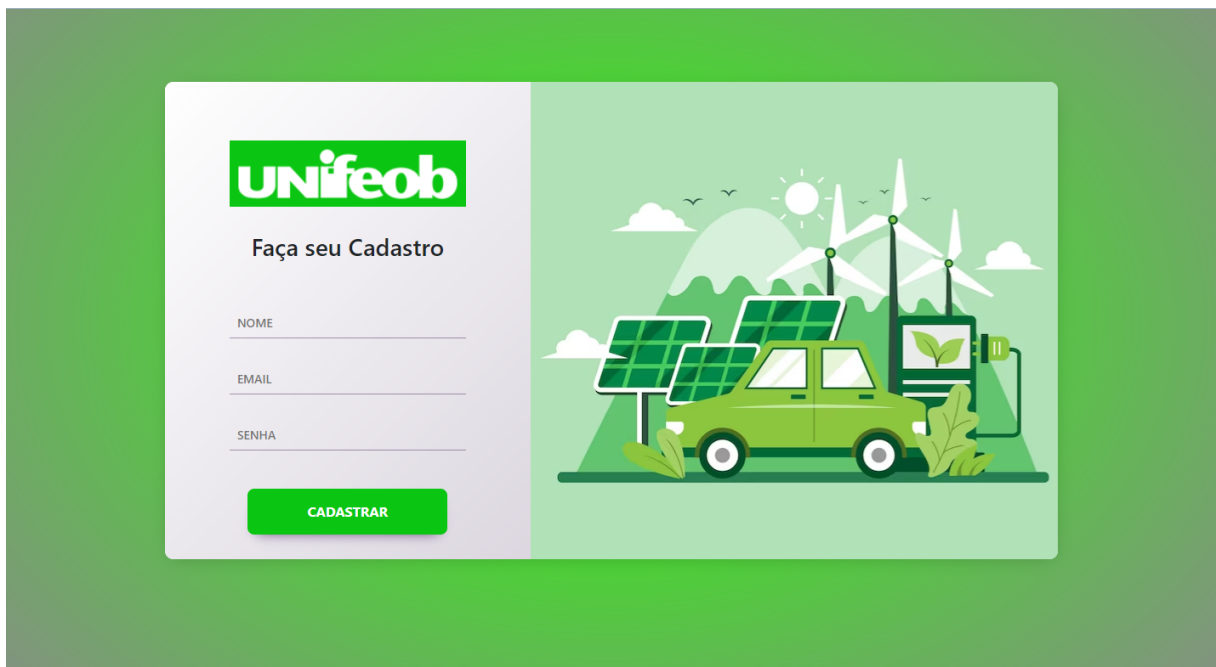 UNifeob
Faça seu Cadastro
NOME
EMAIL
SENHA
CADASTRAR